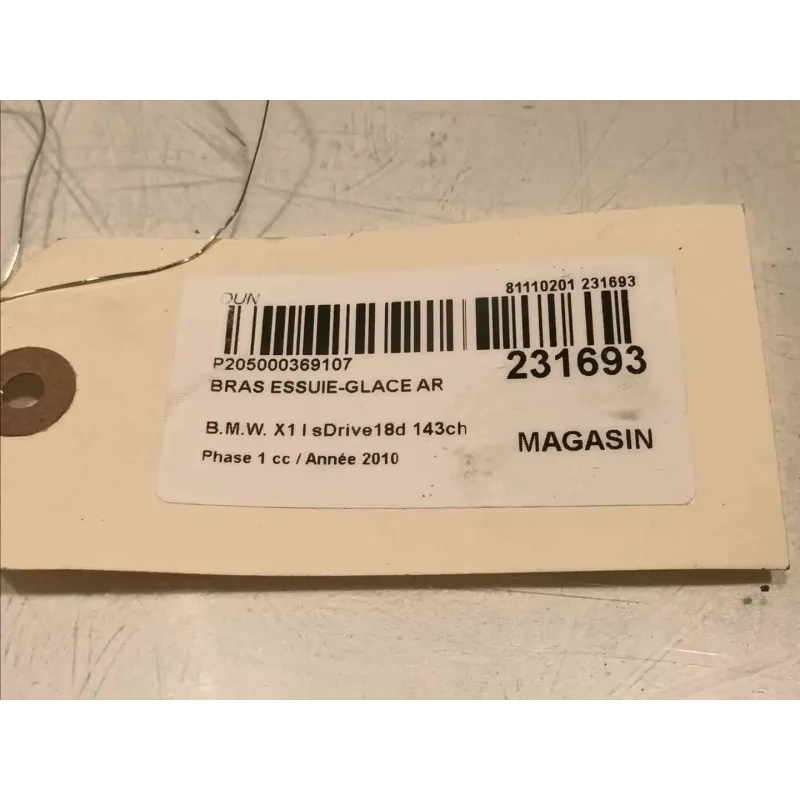 DUN
81110201 231693
P205000369107
231693
BRAS ESSUIE-GLACE AR
B.M.W. X1 I sDrive18d 143ch
MAGASIN
Phase 1 cc / Année 2010